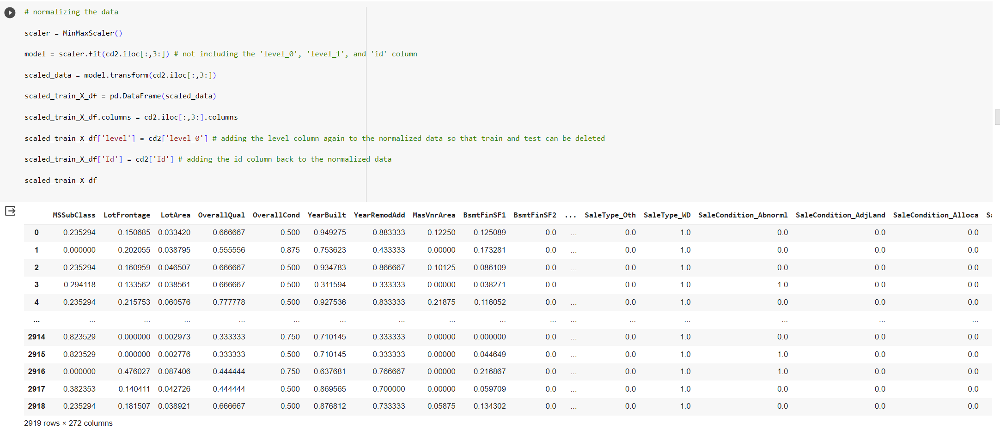 # normalizing the data
scaler = MinMaxScaler()
model = scaler.fit(cd2.iloc[:,3:]) # not including the 'level_0', 'level_1', and 'id' column
scaled_data = model.transform(cd2.iloc[:,3:])
scaled_train_X_df = pd.DataFrame(scaled_data)
scaled_train_X_df.columns = cd2.iloc[:,3:].columns
scaled_train_X_df['level'] = cd2['level_0'] # adding the level column again to the normalized data so that train and test can be deleted
scaled_train_X_df['Id'] = cd2['Id'] # adding the id column back to the normalized data
scaled_train_X_df
MSSubClass LotFrontage LotArea OverallQual OverallCond YearBuilt YearRemodAdd MasVnrArea BsmtFinSF1 BsmtFinSF2 ... SaleType_Oth SaleType_WD SaleCondition_Abnorml SaleCondition_AdjLand SaleCondition_Alloca
0 0.235294 0.150685 0.033420 0.666667 0.500 0.949275 0.883333 0.12250 0.125089 0.0 ... 0.0 1.0 0.0 0.0 0.0
1 0.000000 0.202055 0.038795 0.555556 0.875 0.753623 0.433333 0.00000 0.173281 0.0 ... 0.0 1.0 0.0 0.0 0.0
2 0.235294 0.160959 0.046507 0.666667 0.500 0.934783 0.866667 0.10125 0.086109 0.0 ... 0.0 1.0 0.0 0.0 0.0
3 0.294118 0.133562 0.038561 0.666667 0.500 0.311594 0.333333 0.00000 0.038271 0.0 ... 0.0 1.0 1.0 0.0 0.0
4 0.235294 0.215753 0.060576 0.777778 0.500 0.927536 0.833333 0.21875 0.116052 0.0 ... 0.0 1.0 0.0 0.0 0.0
... ... ... ... ... ... ... ... ... ... ... ... ... ... ... ... ...
2914 0.823529 0.000000 0.002973 0.333333 0.750 0.710145 0.333333 0.00000 0.000000 0.0 ... 0.0 1.0 0.0 0.0 0.0
2915 0.823529 0.000000 0.002776 0.333333 0.500 0.710145 0.333333 0.00000 0.044649 0.0 ... 0.0 1.0 1.0 0.0 0.0
2916 0.000000 0.476027 0.087406 0.444444 0.750 0.637681 0.766667 0.00000 0.216867 0.0 ... 0.0 1.0 1.0 0.0 0.0
2917 0.382353 0.140411 0.042726 0.444444 0.500 0.869565 0.700000 0.00000 0.059709 0.0 ... 0.0 1.0 0.0 0.0 0.0
2918 0.235294 0.181507 0.038921 0.666667 0.500 0.876812 0.733333 0.05875 0.134302 0.0 ... 0.0 1.0 0.0 0.0 0.0
2919 rows × 272 columns